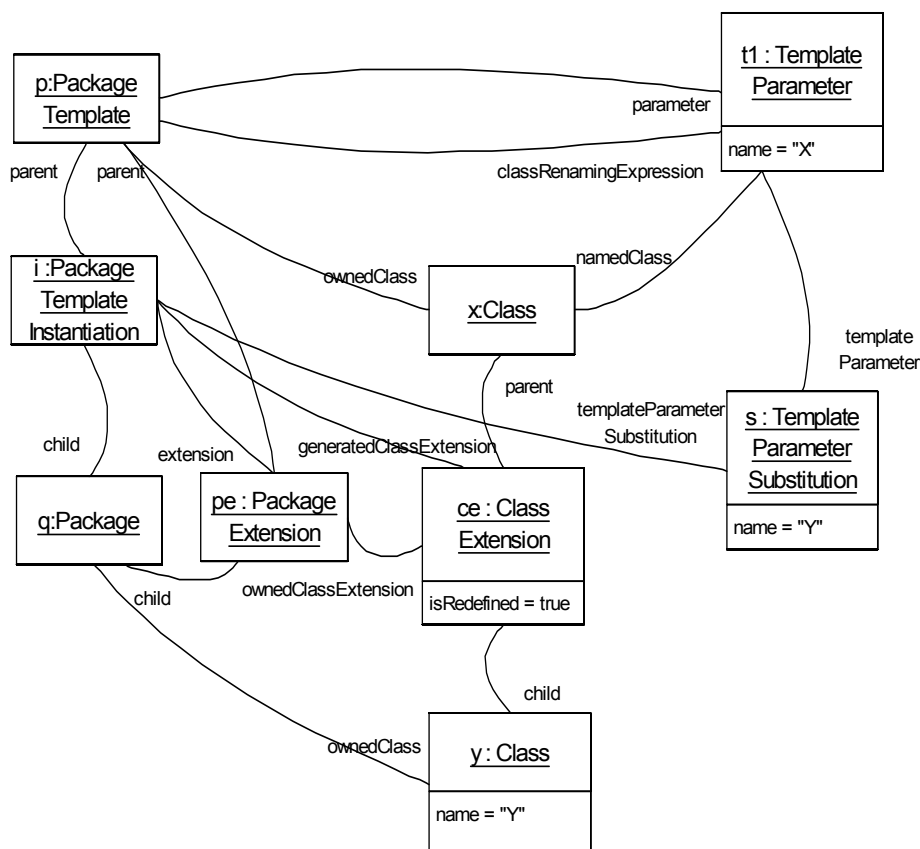 t1 : Template
Parameter
name = "X"
p:Package
Template
parameter
classRenamingExpression
parent
parent
i :Package
Template
Instantiation
ownedClass
namedClass
x:Class
template
Parameter
parent
templateParameter
Substitution
s : Template
Parameter
Substitution
name = "Y"
child
extension
generatedClassExtension
q:Package
pe : Package
Extension
ce : Class
Extension
isRedefined = true
child
ownedClassExtension
child
ownedClass
y : Class
name = "Y"